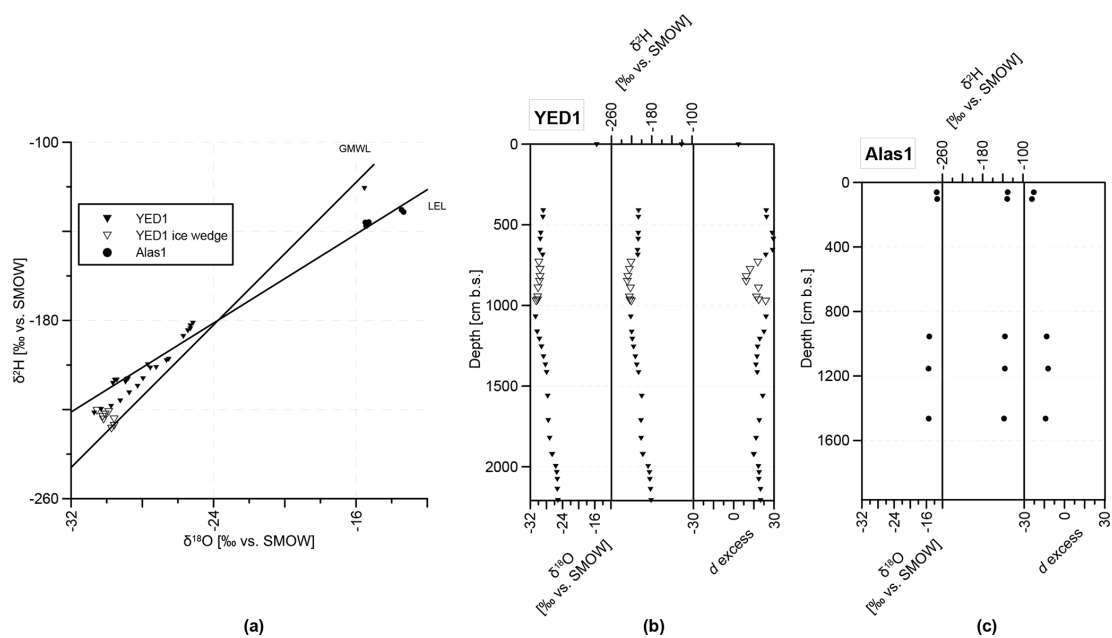 -100
-180
-260
δ²H [‰ vs. SMOW]
-32
-24
-16
δ¹⁸O [‰ vs. SMOW]
GMWL
LEL
YED1
YED1 ice wedge
Alas1
(a)
YED1
δ²H
[‰ vs. SMOW]
-260
-180
-100
0
500
1000
1500
2000
Depth [cm b.s.]
-32
-24
-16
-30
0
30
δ¹⁸O
[‰ vs. SMOW]
d excess
(b)
Alas1
δ²H
[‰ vs. SMOW]
-260
-180
-100
0
400
800
1200
1600
Depth [cm b.s.]
-32
-24
-16
-30
0
30
δ¹⁸O
[‰ vs. SMOW]
d excess
(c)